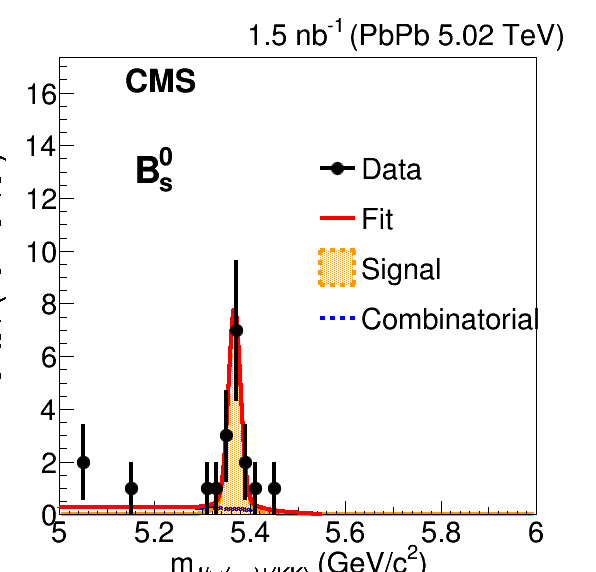 1.5 nb⁻¹ (PbPb 5.02 TeV)
CMS
B⁰ₛ
Data
Fit
Signal
Combinatorial
16
14
12
10
8
6
4
2
0
5 5.2 5.4 5.6 5.8 6
m (GeV/c²)